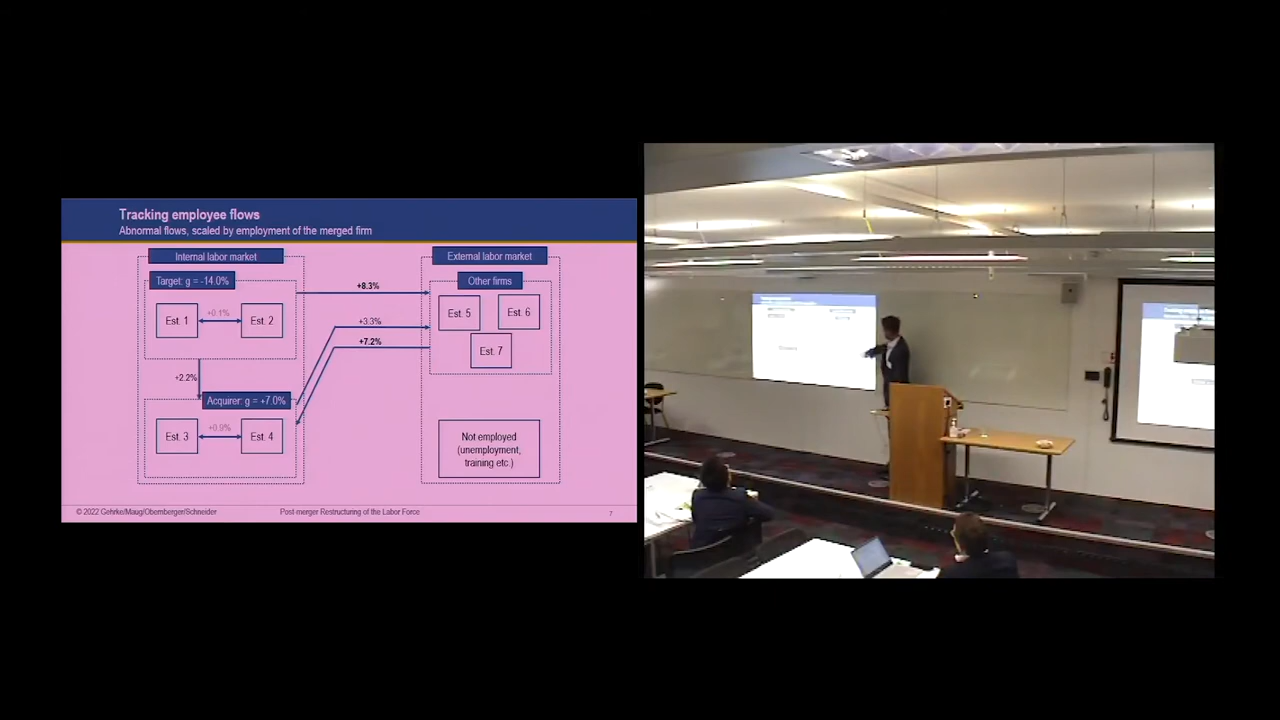 Tracking employee flows
Abnormal flows, scaled by employment of the merged firm
Internal labor market
External labor market
Target: g = -14.0%
Other firms
+8.3%
Est. 1
+0.1%
Est. 2
Est. 5
Est. 6
+3.3%
+7.2%
Est. 7
+2.2%
Acquirer: g = +7.0%
Est. 3
+0.9%
Est. 4
Not employed
(unemployment,
training etc.)
© 2022 Gehrke/Maug/Obernberger/Schneider
Post-merger Restructuring of the Labor Force
7